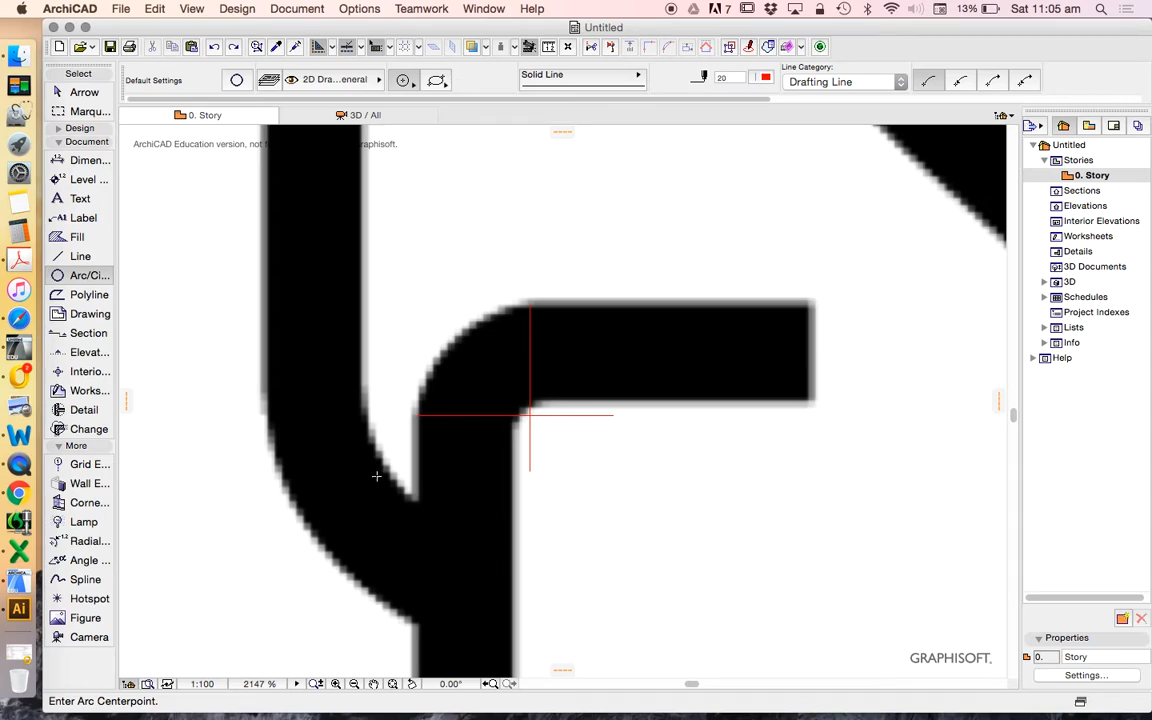 ArchiCAD File Edit View Design Document Options Teamwork Window Help 7 13% Sat 11:05 am
Untitled
Select Default Settings 2D Dra...eneral Solid Line 20 Line Category:
Drafting Line
Arrow
Marqu...
Design
Document
Dimen...
Level ...
Text
A1 Label
Fill
Line
Arc/Ci...
Polyline
Drawing
Section
Elevat...
Interio...
Works...
Detail
Change
More
Grid E...
Wall E...
Corne...
Lamp
Radial...
Angle ...
Spline
Hotspot
Figure
Camera
0. Story 3D / All
ArchiCAD Education version, not f aphisoft.
Untitled
Stories
0. Story
Sections
Elevations
Interior Elevations
Worksheets
Details
3D Documents
3D
Schedules
Project Indexes
Lists
Info
Help
GRAPHISOFT.
Properties
0. Story
Settings...
1:100 2147 % 0.00°
Enter Arc Centerpoint.
W
X
Ai